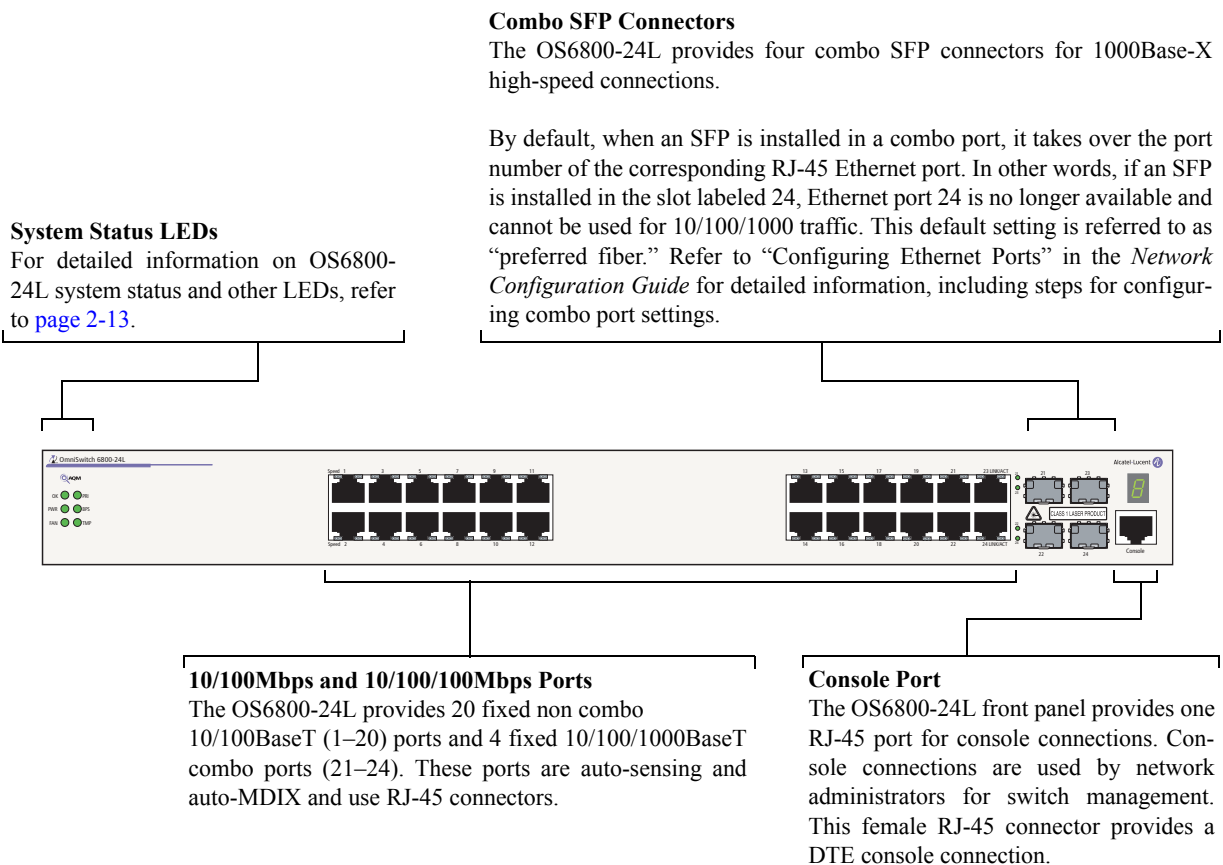 Combo SFP Connectors
The OS6800-24L provides four combo SFP connectors for 1000Base-X
high-speed connections.
By default, when an SFP is installed in a combo port, it takes over the port
number of the corresponding RJ-45 Ethernet port. In other words, if an SFP
is installed in the slot labeled 24, Ethernet port 24 is no longer available and
cannot be used for 10/100/1000 traffic. This default setting is referred to as
“preferred fiber.” Refer to “Configuring Ethernet Ports” in the Network
Configuration Guide for detailed information, including steps for configur-
ing combo port settings.
System Status LEDs
For detailed information on OS6800-
24L system status and other LEDs, refer
to page 2-13.
OmniSwitch 6800-24L
AQM
OK PRI
PWR BPS
FAN TMP
Speed 1 3 5 7 9 11
Speed 2 4 6 8 10 12
13 15 17 19 21 23 LINK/ACT
14 16 18 20 22 24 LINK/ACT
21 23
CLASS 1 LASER PRODUCT
22 24
Alcatel-Lucent
8
Console
10/100Mbps and 10/100/100Mbps Ports
The OS6800-24L provides 20 fixed non combo
10/100BaseT (1–20) ports and 4 fixed 10/100/1000BaseT
combo ports (21–24). These ports are auto-sensing and
auto-MDIX and use RJ-45 connectors.
Console Port
The OS6800-24L front panel provides one
RJ-45 port for console connections. Con-
sole connections are used by network
administrators for switch management.
This female RJ-45 connector provides a
DTE console connection.